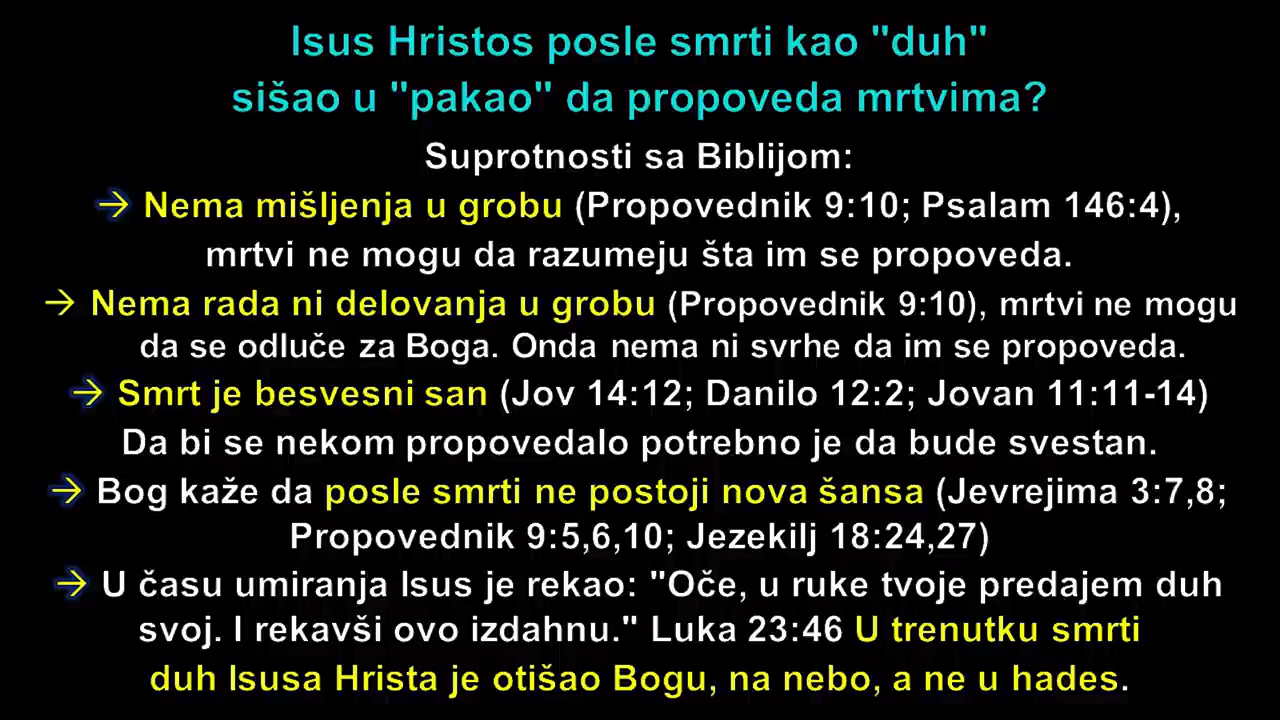 Isus Hristos posle smrti kao "duh"
sišao u "pakao" da propoveda mrtvima?
Suprotnosti sa Biblijom:
→ Nema mišljenja u grobu (Propovednik 9:10; Psalam 146:4),
mrtvi ne mogu da razumeju šta im se propoveda.
→ Nema rada ni delovanja u grobu (Propovednik 9:10), mrtvi ne mogu
da se odluče za Boga. Onda nema ni svrhe da im se propoveda.
→ Smrt je besvesni san (Jov 14:12; Danilo 12:2; Jovan 11:11-14)
Da bi se nekom propovedalo potrebno je da bude svestan.
→ Bog kaže da posle smrti ne postoji nova šansa (Jevrejima 3:7,8;
Propovednik 9:5,6,10; Jezekilj 18:24,27)
→ U času umiranja Isus je rekao: "Oče, u ruke tvoje predajem duh
svoj. I rekavši ovo izdahnu." Luka 23:46 U trenutku smrti
duh Isusa Hrista je otišao Bogu, na nebo, a ne u hades.